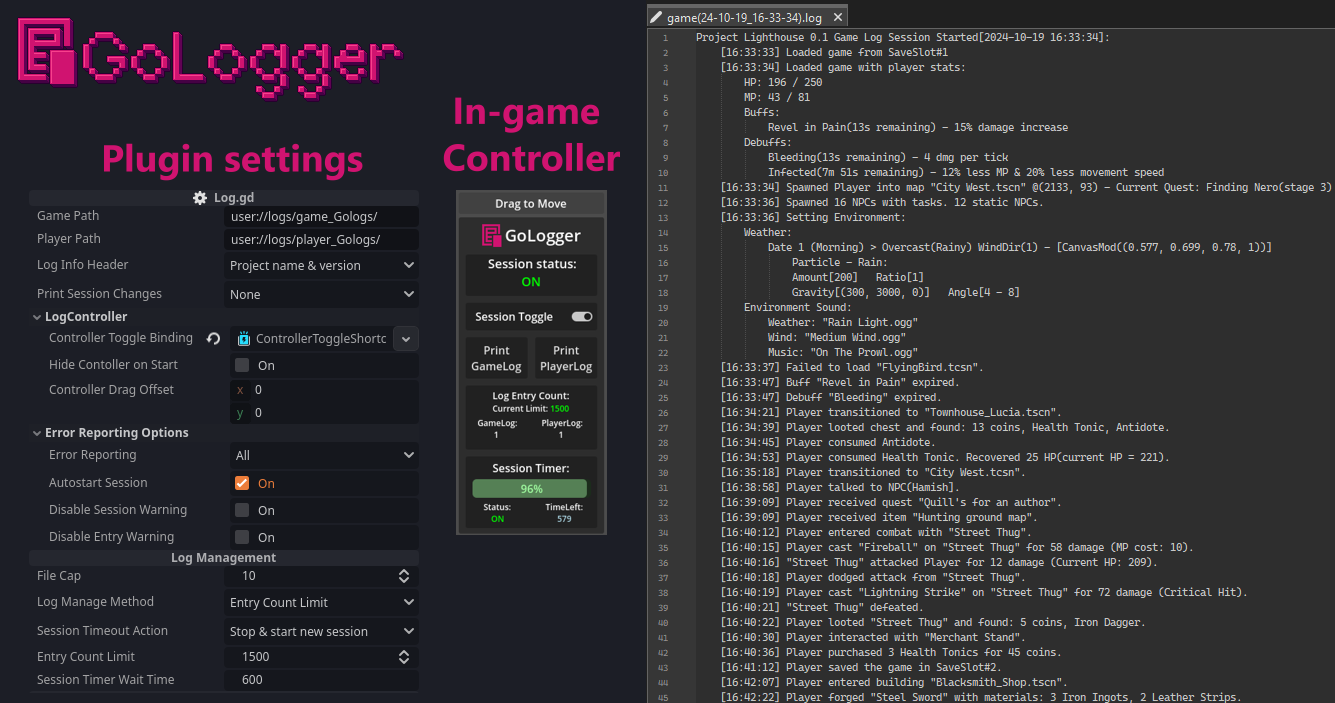 GoLogger
Plugin settings
Log.gd
Game Path
user://logs/game_Gologs/
Player Path
user://logs/player_Gologs/
Log Info Header
Project name & version
Print Session Changes
None
LogController
Controller Toggle Binding
ControllerToggleShortc
Hide Contoller on Start
On
Controller Drag Offset
x 0
y 0
Error Reporting Options
Error Reporting
All
Autostart Session
On
Disable Session Warning
On
Disable Entry Warning
On
Log Management
File Cap
10
Log Manage Method
Entry Count Limit
Session Timeout Action
Stop & start new session
Entry Count Limit
1500
Session Timer Wait Time
600
In-game
Controller
Drag to Move
GoLogger
Session status:
ON
Session Toggle
Print
GameLog
Print
PlayerLog
Log Entry Count:
Current Limit: 1500
GameLog:
1
PlayerLog:
1
Session Timer:
96%
Status:
ON
TimeLeft:
579
game(24-10-19_16-33-34).log
1 Project Lighthouse 0.1 Game Log Session Started[2024-10-19 16:33:34]:
2 [16:33:33] Loaded game from SaveSlot#1
3 [16:33:34] Loaded game with player stats:
4 HP: 196 / 250
5 MP: 43 / 81
6 Buffs:
7 Revel in Pain(13s remaining) - 15% damage increase
8 Debuffs:
9 Bleeding(13s remaining) - 4 dmg per tick
10 Infected(7m 51s remaining) - 12% less MP & 20% less movement speed
11 [16:33:34] Spawned Player into map "City West.tscn" @(2133, 93) - Current Quest: Finding Nero(stage 3)
12 [16:33:36] Spawned 16 NPCs with tasks. 12 static NPCs.
13 [16:33:36] Setting Environment:
14 Weather:
15 Date 1 (Morning) > Overcast(Rainy) WindDir(1) - [CanvasMod((0.577, 0.699, 0.78, 1))]
16 Particle - Rain:
17 Amount[200] Ratio[1]
18 Gravity[(300, 3000, 0)] Angle[4 - 8]
19 Environment Sound:
20 Weather: "Rain Light.ogg"
21 Wind: "Medium Wind.ogg"
22 Music: "On The Prowl.ogg"
23 [16:33:37] Failed to load "FlyingBird.tcsn".
24 [16:33:47] Buff "Revel in Pain" expired.
25 [16:33:47] Debuff "Bleeding" expired.
26 [16:34:21] Player transitioned to "Townhouse_Lucia.tscn".
27 [16:34:39] Player looted chest and found: 13 coins, Health Tonic, Antidote.
28 [16:34:45] Player consumed Antidote.
29 [16:34:53] Player consumed Health Tonic. Recovered 25 HP(current HP = 221).
30 [16:35:18] Player transitioned to "City West.tcsn".
31 [16:38:58] Player talked to NPC(Hamish].
32 [16:39:09] Player received quest "Quill's for an author".
33 [16:39:09] Player received item "Hunting ground map".
34 [16:40:12] Player entered combat with "Street Thug".
35 [16:40:15] Player cast "Fireball" on "Street Thug" for 58 damage (MP cost: 10).
36 [16:40:16] "Street Thug" attacked Player for 12 damage (Current HP: 209).
37 [16:40:18] Player dodged attack from "Street Thug".
38 [16:40:19] Player cast "Lightning Strike" on "Street Thug" for 72 damage (Critical Hit).
39 [16:40:21] "Street Thug" defeated.
40 [16:40:22] Player looted "Street Thug" and found: 5 coins, Iron Dagger.
41 [16:40:30] Player interacted with "Merchant Stand".
42 [16:40:36] Player purchased 3 Health Tonics for 45 coins.
43 [16:41:12] Player saved the game in SaveSlot#2.
44 [16:42:07] Player entered building "Blacksmith_Shop.tscn".
45 [16:42:22] Player forged "Steel Sword" with materials: 3 Iron Ingots, 2 Leather Strips.